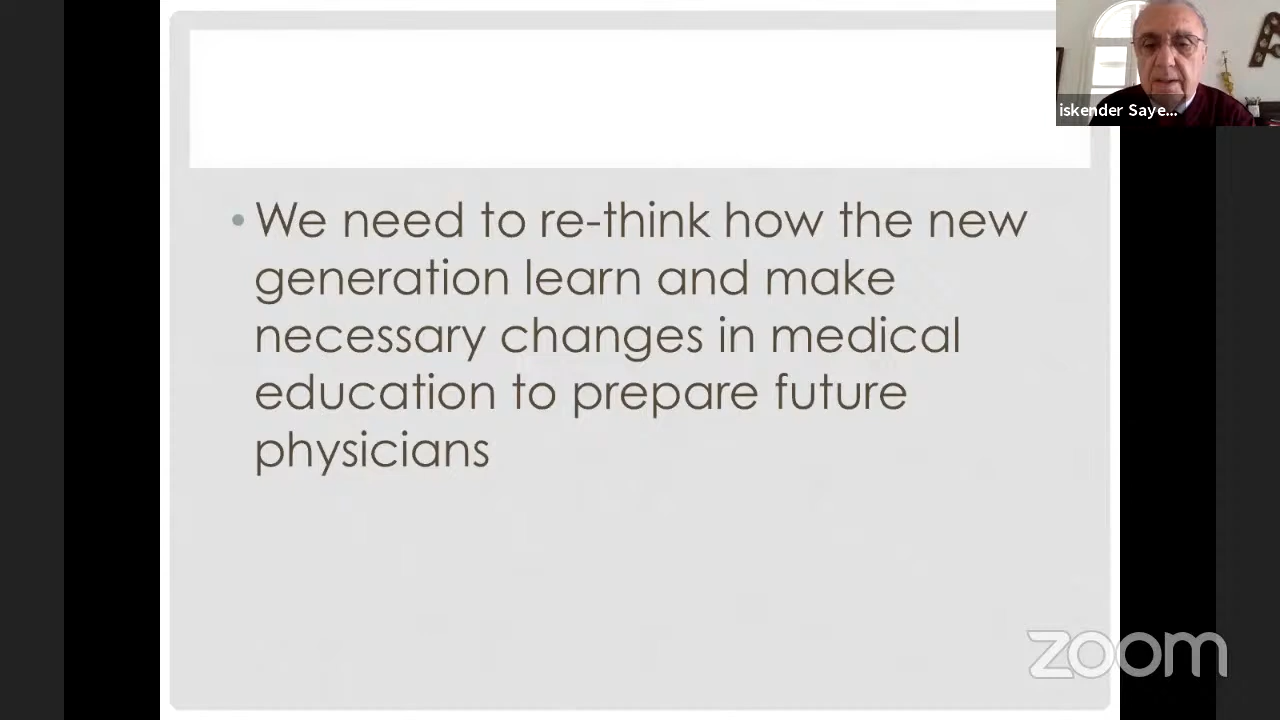 iskender Saye...
• We need to re-think how the new
generation learn and make
necessary changes in medical
education to prepare future
physicians
zoom